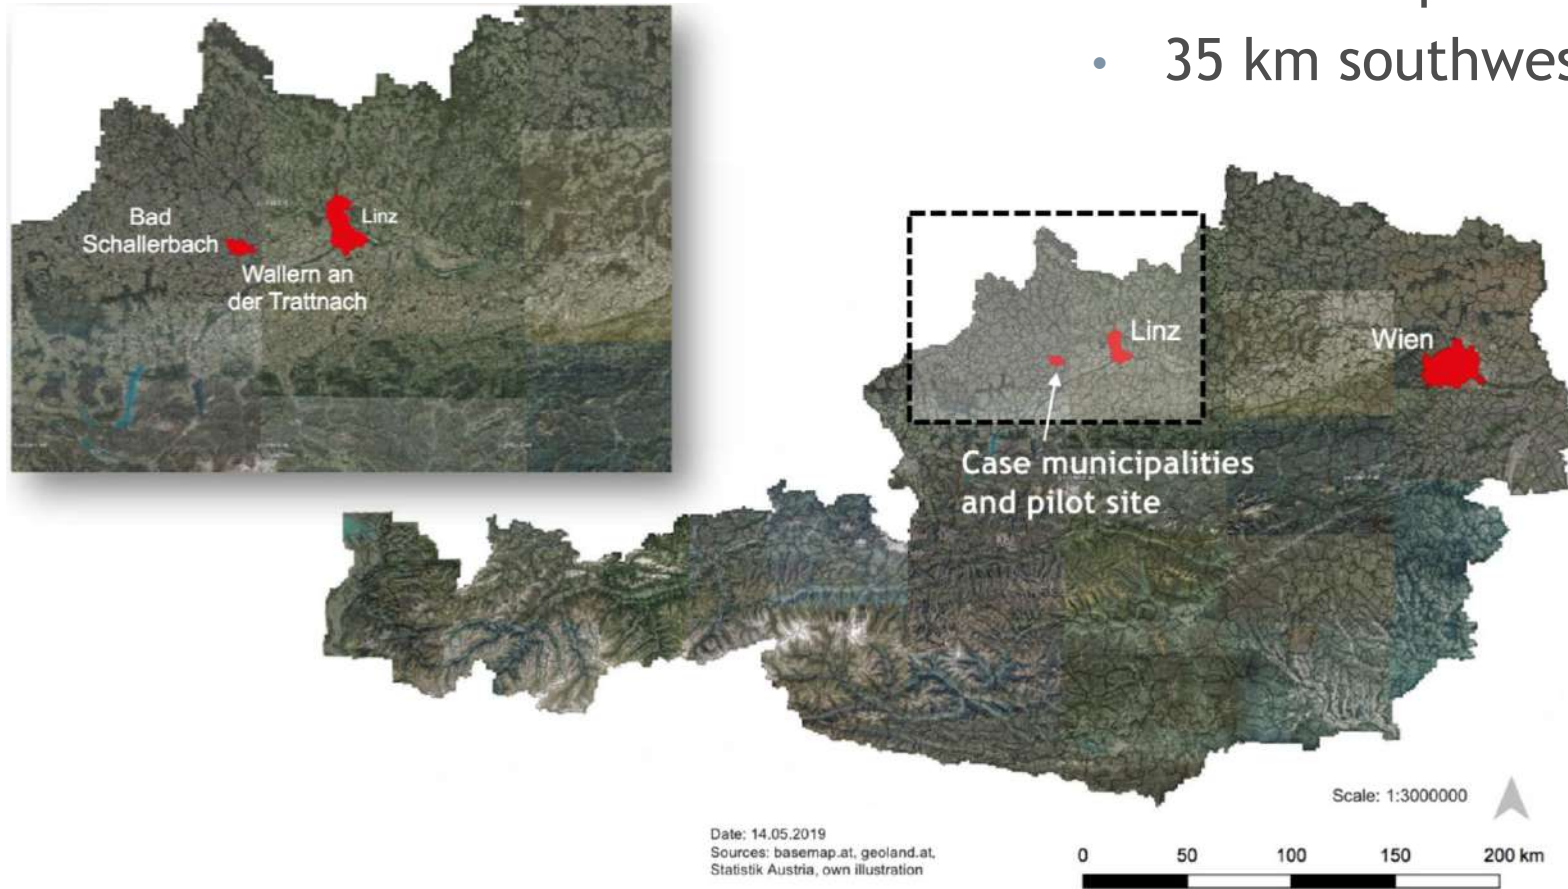 • 35 km southwes
Bad
Schallerbach
Linz
Wallern an
der Trattnach
Linz
Wien
Case municipalities
and pilot site
Scale: 1:3000000
Date: 14.05.2019
Sources: basemap.at, geoland.at,
Statistik Austria, own illustration
0 50 100 150 200 km